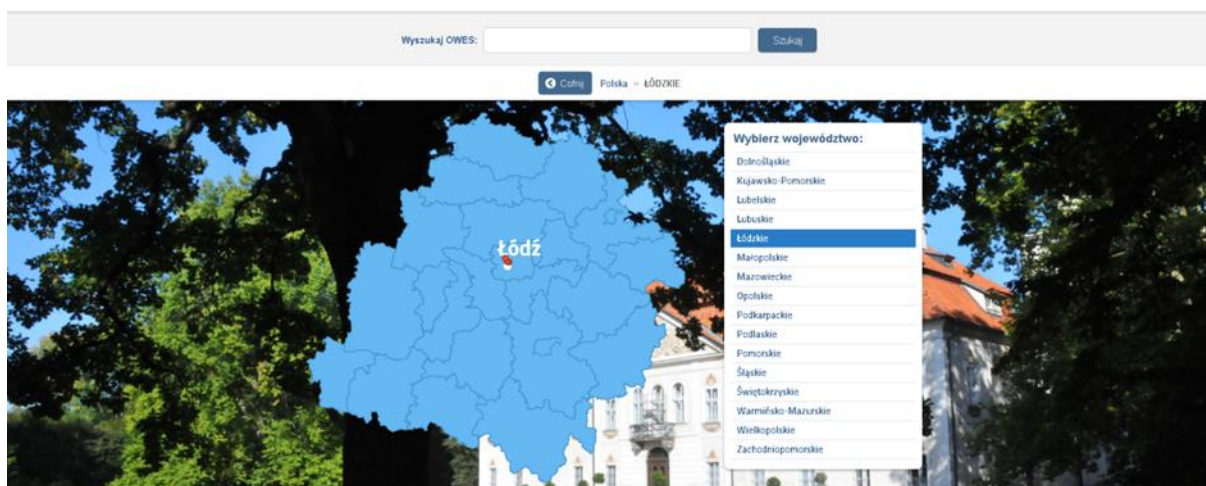 Wyszukaj OWES:
Szukaj
Cofnij Polska » ŁÓDZKIE
Wybierz województwo:
Dolnośląskie
Kujawsko-Pomorskie
Lubelskie
Lubuskie
Łódzkie
Małopolskie
Mazowieckie
Opolskie
Podkarpackie
Podlaskie
Pomorskie
Śląskie
Świętokrzyskie
Warmińsko-Mazurskie
Wielkopolskie
Zachodniopomorskie
Łódź